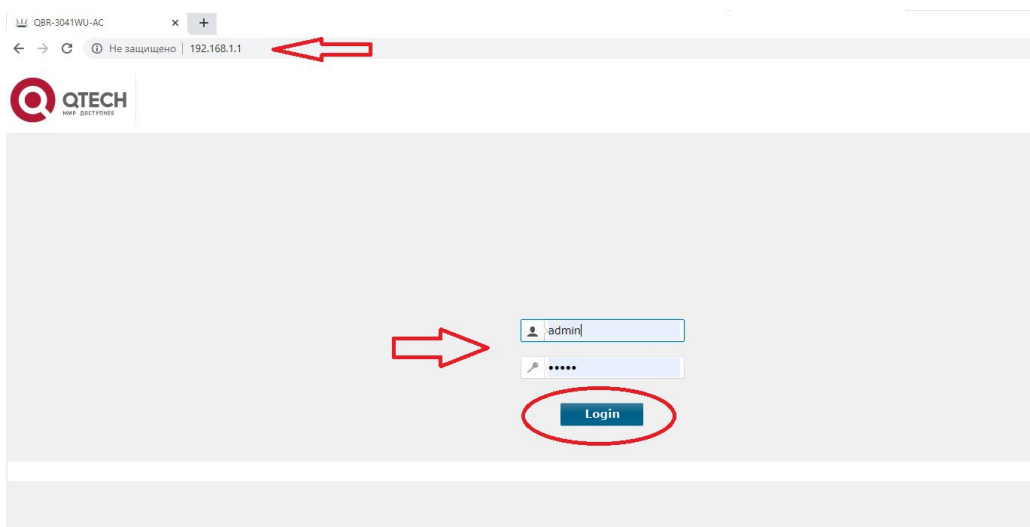 QBR-3041WU-AC
Не защищено | 192.168.1.1
QTECH
МИР ДОСТУПНЕЕ
admin
•••••
Login